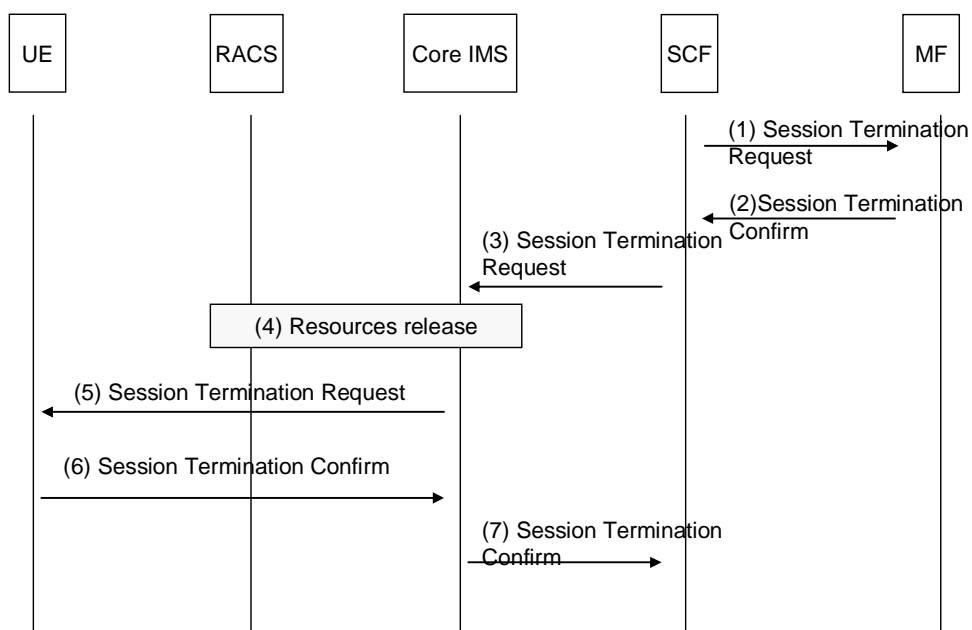 UE
RACS
Core IMS
SCF
MF
(1) Session Termination
Request
(2)Session Termination
Confirm
(3) Session Termination
Request
(4) Resources release
(5) Session Termination Request
(6) Session Termination Confirm
(7) Session Termination
Confirm